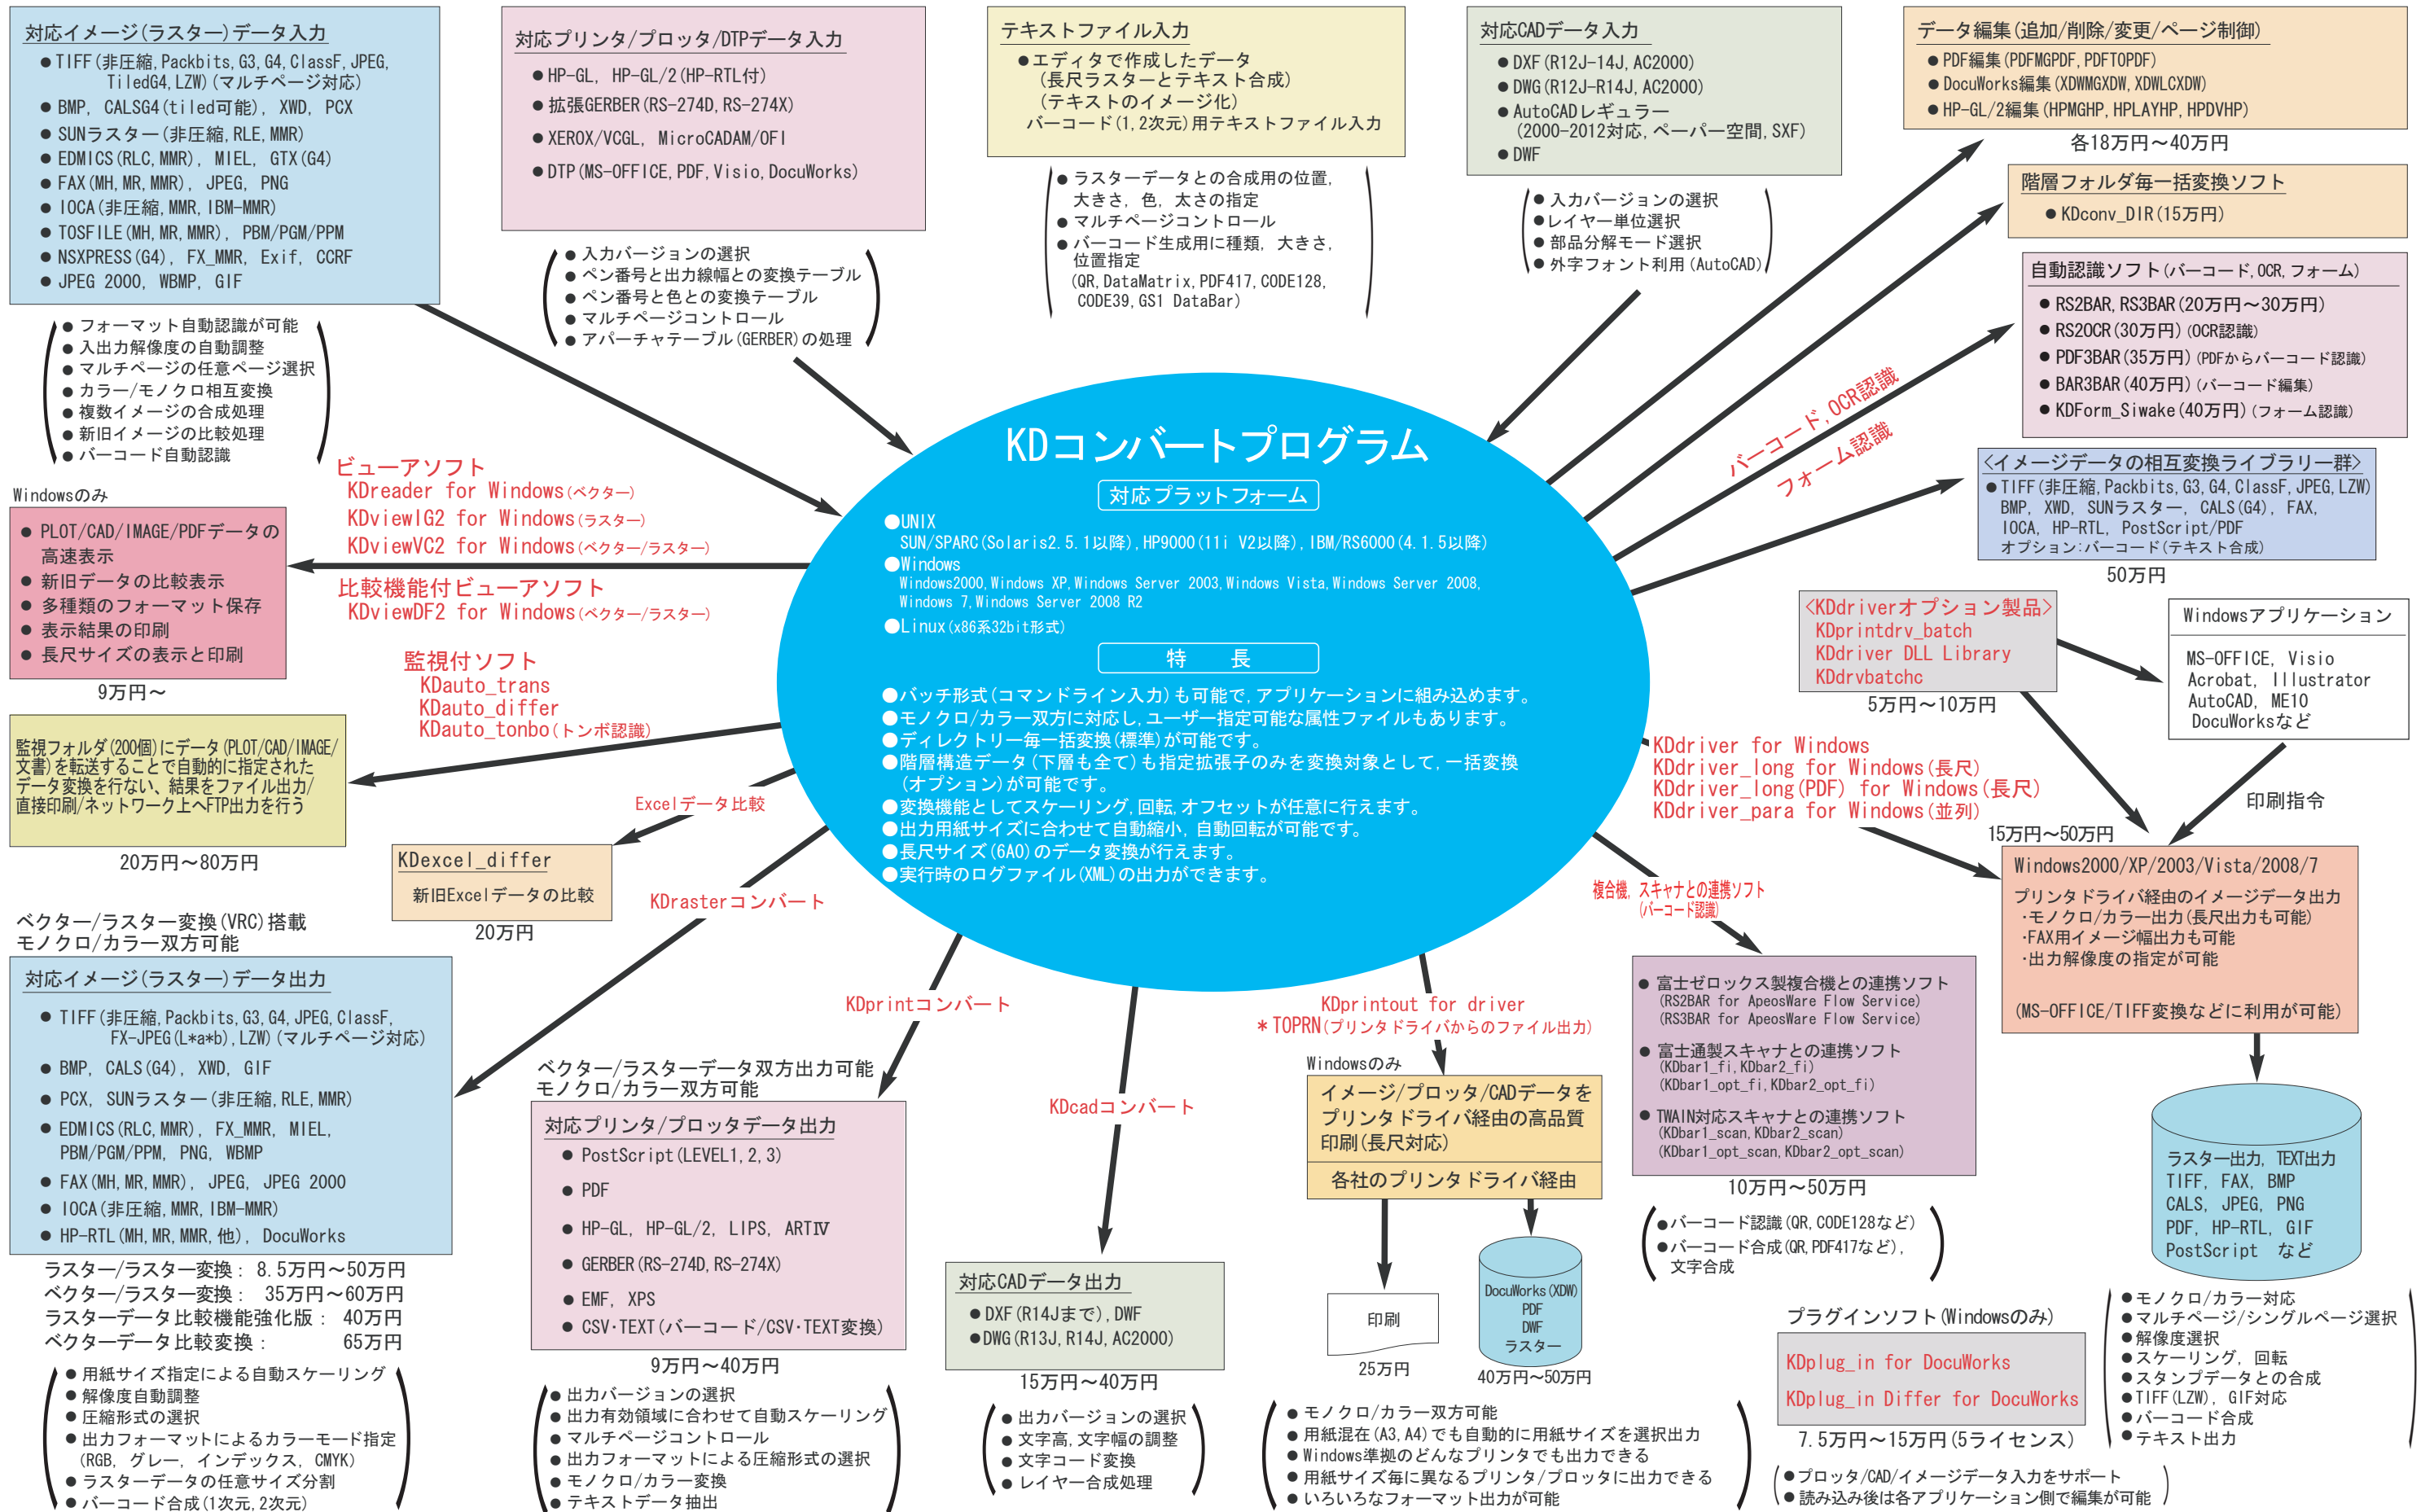 対応イメージ(ラスター)データ入力
●TIFF(非圧縮,Packbits,G3,G4,ClassF,JPEG,
TiledG4,LZW)(マルチページ対応)
●BMP, CALSG4(tiled可能), XWD, PCX
●SUNラスター(非圧縮,RLE,MMR)
●EDMICS(RLC,MMR), MIEL, GTX(G4)
●FAX(MH,MR,MMR), JPEG, PNG
●IOCA(非圧縮,MMR,IBM-MMR)
●TOSFILE(MH,MR,MMR), PBM/PGM/PPM
●NSXPRESS(G4), FX_MMR, Exif, CCRF
●JPEG 2000, WBMP, GIF
●フォーマット自動認識が可能
●入出力解像度の自動調整
●マルチページの任意ページ選択
●カラー/モノクロ相互変換
●複数イメージの合成処理
●新旧イメージの比較処理
●バーコード自動認識
対応プリンタ/プロッタ/DTPデータ入力
●HP-GL, HP-GL/2(HP-RTL付)
●拡張GERBER(RS-274D,RS-274X)
●XEROX/VCGL, MicroCADAM/OFI
●DTP(MS-OFFICE,PDF,Visio,DocuWorks)
●入力バージョンの選択
●ペン番号と出力線幅との変換テーブル
●ペン番号と色との変換テーブル
●マルチページコントロール
●アパーチャテーブル(GERBER)の処理
テキストファイル入力
●エディタで作成したデータ
(長尺ラスターとテキスト合成)
(テキストのイメージ化)
バーコード(1,2次元)用テキストファイル入力
●ラスターデータとの合成用の位置,
大きさ, 色, 太さの指定
●マルチページコントロール
●バーコード生成用に種類, 大きさ,
位置指定
(QR,DataMatrix,PDF417,CODE128,
CODE39,GS1 DataBar)
対応CADデータ入力
●DXF(R12J-14J,AC2000)
●DWG(R12J-R14J,AC2000)
●AutoCADレギュラー
(2000-2012対応,ペーパー空間,SXF)
●DWF
●入力バージョンの選択
●レイヤー単位選択
●部品分解モード選択
●外字フォント利用(AutoCAD)
データ編集(追加/削除/変更/ページ制御)
●PDF編集(PDFMGPDF,PDFTOPDF)
●DocuWorks編集(XDWMGXDW,XDWLCXDW)
●HP-GL/2編集(HPMGHP,HPLAYHP,HPDVHP)
各18万円～40万円
階層フォルダ毎一括変換ソフト
●KDconv_DIR(15万円)
自動認識ソフト(バーコード,OCR,フォーム)
●RS2BAR,RS3BAR(20万円～30万円)
●RS2OCR(30万円)(OCR認識)
●PDF3BAR(35万円)(PDFからバーコード認識)
●BAR3BAR(40万円)(バーコード編集)
●KDForm_Siwake(40万円)(フォーム認識)
バーコード,OCR認識
フォーム認識
<イメージデータの相互変換ライブラリー群>
●TIFF(非圧縮,Packbits,G3,G4,ClassF,JPEG,LZW)
BMP, XWD, SUNラスター, CALS(G4), FAX,
IOCA, HP-RTL, PostScript/PDF
オプション:バーコード(テキスト合成)
50万円
KDコンバートプログラム
対応プラットフォーム
●UNIX
SUN/SPARC(Solaris2.5.1以降),HP9000(11i V2以降),IBM/RS6000(4.1.5以降)
●Windows
Windows2000,Windows XP,Windows Server 2003,Windows Vista,Windows Server 2008,
Windows 7,Windows Server 2008 R2
●Linux(x86系32bit形式)
特 長
●バッチ形式(コマンドライン入力)も可能で,アプリケーションに組み込めます。
●モノクロ/カラー双方に対応し,ユーザー指定可能な属性ファイルもあります。
●ディレクトリー毎一括変換(標準)が可能です。
●階層構造データ(下層も全て)も指定拡張子のみを変換対象として,一括変換
(オプション)が可能です。
●変換機能としてスケーリング,回転,オフセットが任意に行えます。
●出力用紙サイズに合わせて自動縮小,自動回転が可能です。
●長尺サイズ(6A0)のデータ変換が行えます。
●実行時のログファイル(XML)の出力ができます。
ビューアソフト
KDreader for Windows(ベクター)
KDviewIG2 for Windows(ラスター)
KDviewVC2 for Windows(ベクター/ラスター)
比較機能付ビューアソフト
KDviewDF2 for Windows(ベクター/ラスター)
Windowsのみ
●PLOT/CAD/IMAGE/PDFデータの
高速表示
●新旧データの比較表示
●多種類のフォーマット保存
●表示結果の印刷
●長尺サイズの表示と印刷
9万円～
監視付ソフト
KDauto_trans
KDauto_differ
KDauto_tonbo(トンボ認識)
監視フォルダ(200個)にデータ(PLOT/CAD/IMAGE/
文書)を転送することで自動的に指定された
データ変換を行ない、結果をファイル出力/
直接印刷/ネットワーク上へFTP出力を行う
20万円～80万円
Excelデータ比較
KDexcel_differ
新旧Excelデータの比較
20万円
KDrasterコンバート
ベクター/ラスター変換(VRC)搭載
モノクロ/カラー双方可能
対応イメージ(ラスター)データ出力
●TIFF(非圧縮,Packbits,G3,G4,JPEG,ClassF,
FX-JPEG(L*a*b),LZW)(マルチページ対応)
●BMP, CALS(G4), XWD, GIF
●PCX, SUNラスター(非圧縮,RLE,MMR)
●EDMICS(RLC,MMR), FX_MMR, MIEL,
PBM/PGM/PPM, PNG, WBMP
●FAX(MH,MR,MMR), JPEG, JPEG 2000
●IOCA(非圧縮,MMR,IBM-MMR)
●HP-RTL(MH,MR,MMR,他), DocuWorks
ラスター/ラスター変換: 8.5万円～50万円
ベクター/ラスター変換: 35万円～60万円
ラスターデータ比較機能強化版: 40万円
ベクターデータ比較変換: 65万円
●用紙サイズ指定による自動スケーリング
●解像度自動調整
●圧縮形式の選択
●出力フォーマットによるカラーモード指定
(RGB, グレー, インデックス, CMYK)
●ラスターデータの任意サイズ分割
●バーコード合成(1次元,2次元)
KDprintコンバート
ベクター/ラスターデータ双方出力可能
モノクロ/カラー双方可能
対応プリンタ/プロッタデータ出力
●PostScript(LEVEL1,2,3)
●PDF
●HP-GL, HP-GL/2, LIPS, ARTⅣ
●GERBER(RS-274D,RS-274X)
●EMF, XPS
●CSV･TEXT(バーコード/CSV･TEXT変換)
9万円～40万円
●出力バージョンの選択
●出力有効領域に合わせて自動スケーリング
●マルチページコントロール
●出力フォーマットによる圧縮形式の選択
●モノクロ/カラー変換
●テキストデータ抽出
KDcadコンバート
対応CADデータ出力
●DXF(R14Jまで),DWF
●DWG(R13J,R14J,AC2000)
15万円～40万円
●出力バージョンの選択
●文字高,文字幅の調整
●文字コード変換
●レイヤー合成処理
KDprintout for driver
*TOPRN(プリンタドライバからのファイル出力)
Windowsのみ
イメージ/プロッタ/CADデータを
プリンタドライバ経由の高品質
印刷(長尺対応)
各社のプリンタドライバ経由
印刷
25万円
DocuWorks(XDW)
PDF
DWF
ラスター
40万円～50万円
●モノクロ/カラー双方可能
●用紙混在(A3,A4)でも自動的に用紙サイズを選択出力
●Windows準拠のどんなプリンタでも出力できる
●用紙サイズ毎に異なるプリンタ/プロッタに出力できる
●いろいろなフォーマット出力が可能
複合機, スキャナとの連携ソフト
(バーコード認識)
●富士ゼロックス製複合機との連携ソフト
(RS2BAR for ApeosWare Flow Service)
(RS3BAR for ApeosWare Flow Service)
●富士通製スキャナとの連携ソフト
(KDbar1_fi,KDbar2_fi)
(KDbar1_opt_fi,KDbar2_opt_fi)
●TWAIN対応スキャナとの連携ソフト
(KDbar1_scan,KDbar2_scan)
(KDbar1_opt_scan,KDbar2_opt_scan)
10万円～50万円
●バーコード認識(QR,CODE128など)
●バーコード合成(QR,PDF417など),
文字合成
<KDdriverオプション製品>
KDprintdrv_batch
KDdriver DLL Library
KDdrvbatchc
5万円～10万円
Windowsアプリケーション
MS-OFFICE, Visio
Acrobat, Illustrator
AutoCAD, ME10
DocuWorksなど
印刷指令
KDdriver for Windows
KDdriver_long for Windows(長尺)
KDdriver_long(PDF) for Windows(長尺)
KDdriver_para for Windows(並列)
15万円～50万円
Windows2000/XP/2003/Vista/2008/7
プリンタドライバ経由のイメージデータ出力
･モノクロ/カラー出力(長尺出力も可能)
･FAX用イメージ幅出力も可能
･出力解像度の指定が可能
(MS-OFFICE/TIFF変換などに利用が可能)
ラスター出力, TEXT出力
TIFF, FAX, BMP
CALS, JPEG, PNG
PDF, HP-RTL, GIF
PostScript など
●モノクロ/カラー対応
●マルチページ/シングルページ選択
●解像度選択
●スケーリング, 回転
●スタンプデータとの合成
●TIFF(LZW), GIF対応
●バーコード合成
●テキスト出力
プラグインソフト(Windowsのみ)
KDplug_in for DocuWorks
KDplug_in Differ for DocuWorks
7.5万円～15万円(5ライセンス)
●プロッタ/CAD/イメージデータ入力をサポート
●読み込み後は各アプリケーション側で編集が可能